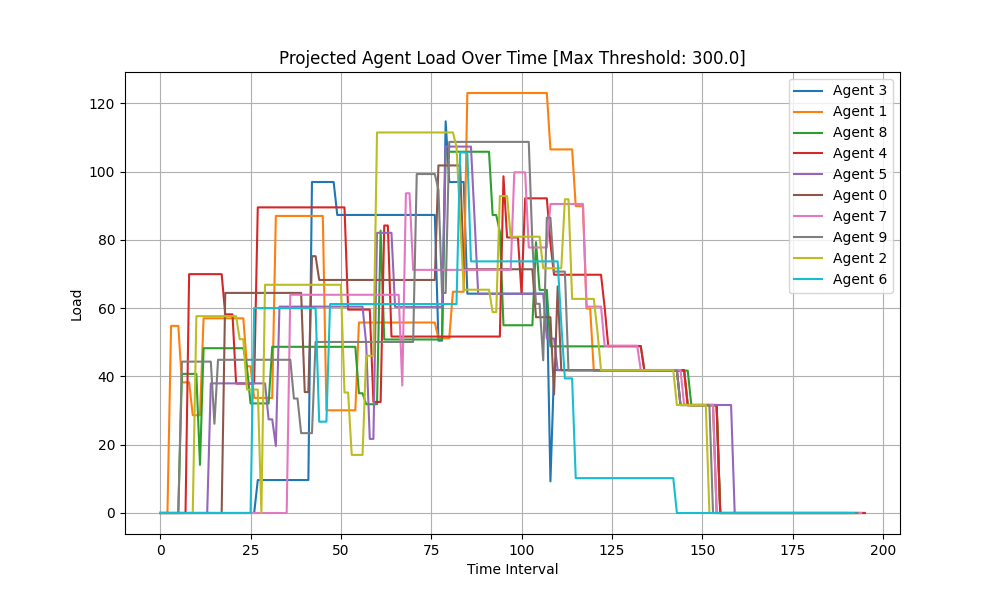 Projected Agent Load Over Time [Max Threshold: 300.0]
Load
120
100
80
60
40
20
0
0 25 50 75 100 125 150 175 200
Time Interval
Agent 3
Agent 1
Agent 8
Agent 4
Agent 5
Agent 0
Agent 7
Agent 9
Agent 2
Agent 6